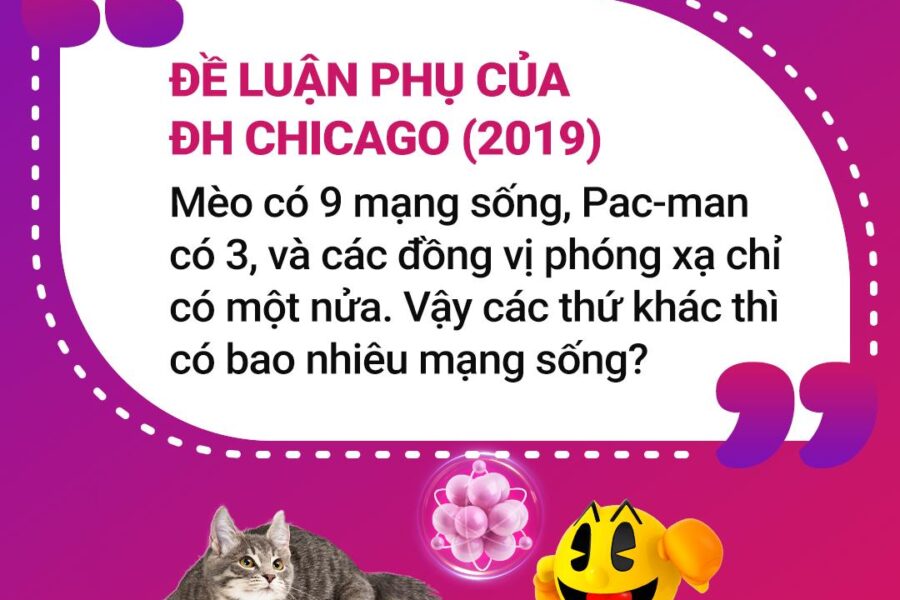 ĐỀ LUẬN PHỤ CỦA
ĐH CHICAGO (2019)
Mèo có 9 mạng sống, Pac-man
có 3, và các đồng vị phóng xạ chỉ
có một nửa. Vậy các thứ khác thì
có bao nhiêu mạng sống?